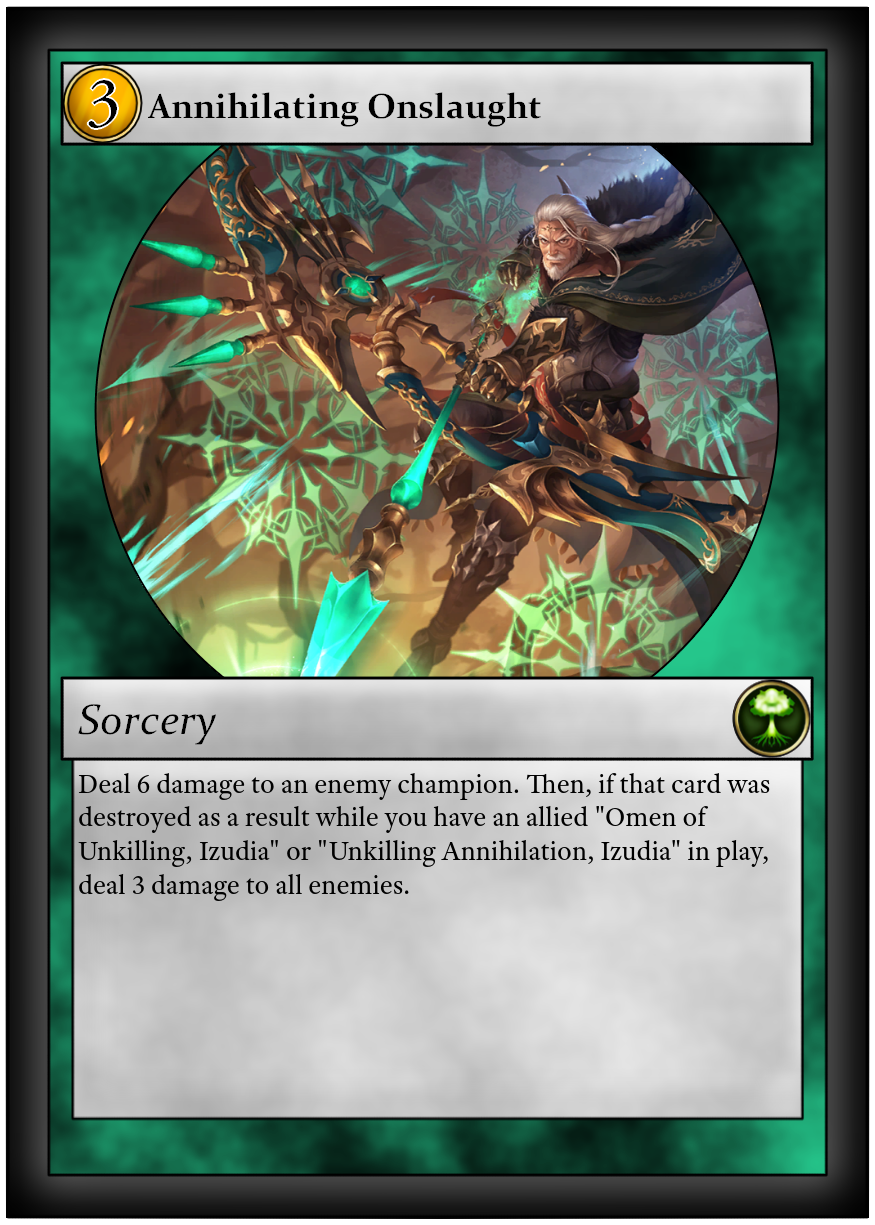 3 Annihilating Onslaught
Sorcery
Deal 6 damage to an enemy champion. Then, if that card was
destroyed as a result while you have an allied "Omen of
Unkilling, Izudia" or "Unkilling Annihilation, Izudia" in play,
deal 3 damage to all enemies.